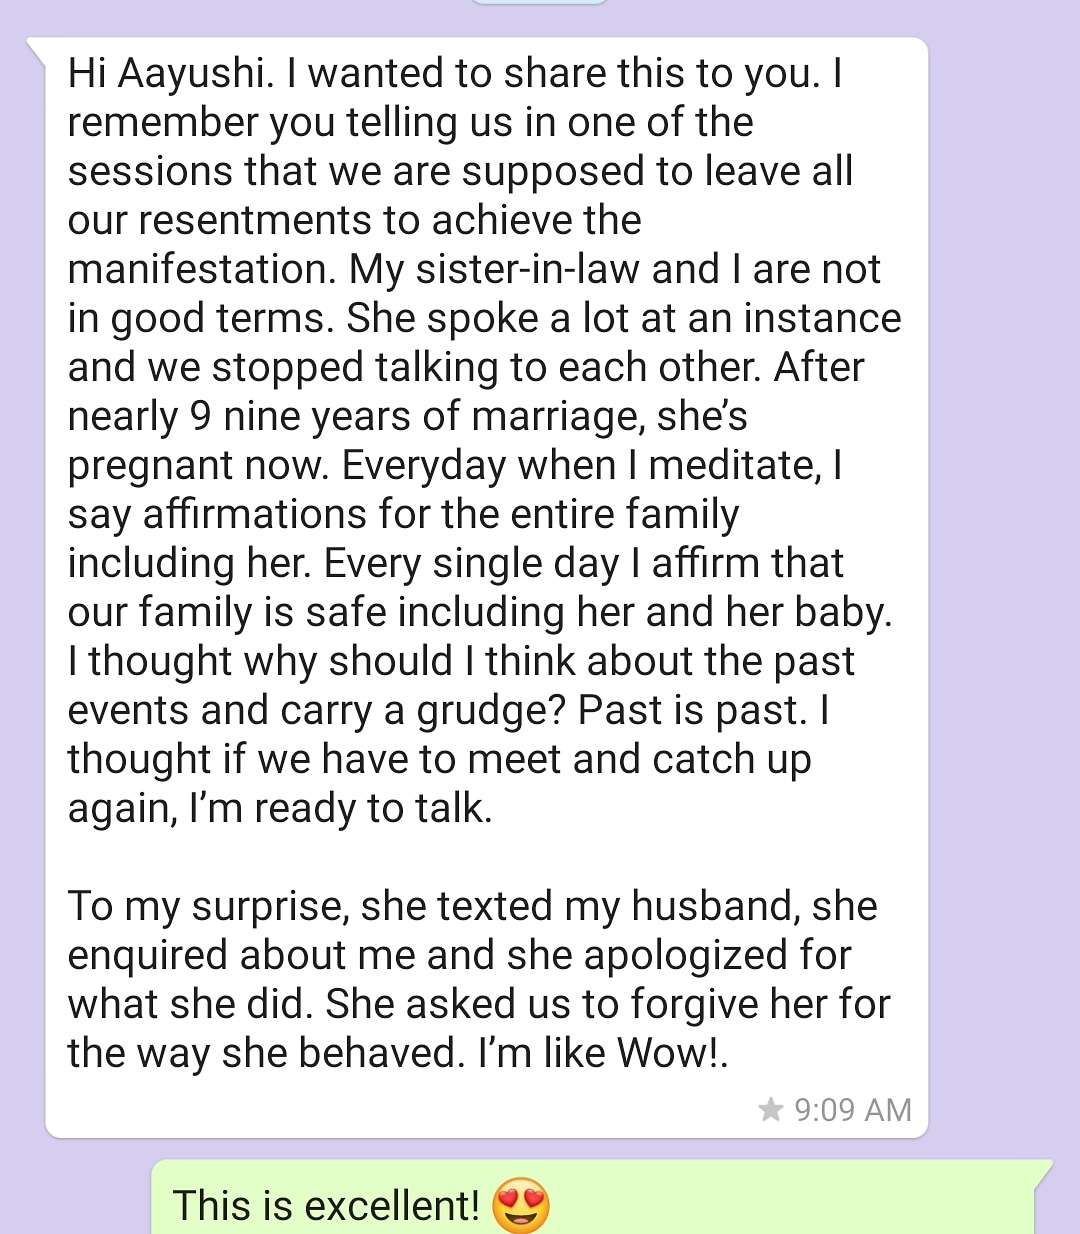 Hi Aayushi. I wanted to share this to you. I
remember you telling us in one of the
sessions that we are supposed to leave all
our resentments to achieve the
manifestation. My sister-in-law and I are not
in good terms. She spoke a lot at an instance
and we stopped talking to each other. After
nearly 9 nine years of marriage, she’s
pregnant now. Everyday when I meditate, I
say affirmations for the entire family
including her. Every single day I affirm that
our family is safe including her and her baby.
I thought why should I think about the past
events and carry a grudge? Past is past. I
thought if we have to meet and catch up
again, I’m ready to talk.

To my surprise, she texted my husband, she
enquired about me and she apologized for
what she did. She asked us to forgive her for
the way she behaved. I’m like Wow!.
★ 9:09 AM
This is excellent! 😍